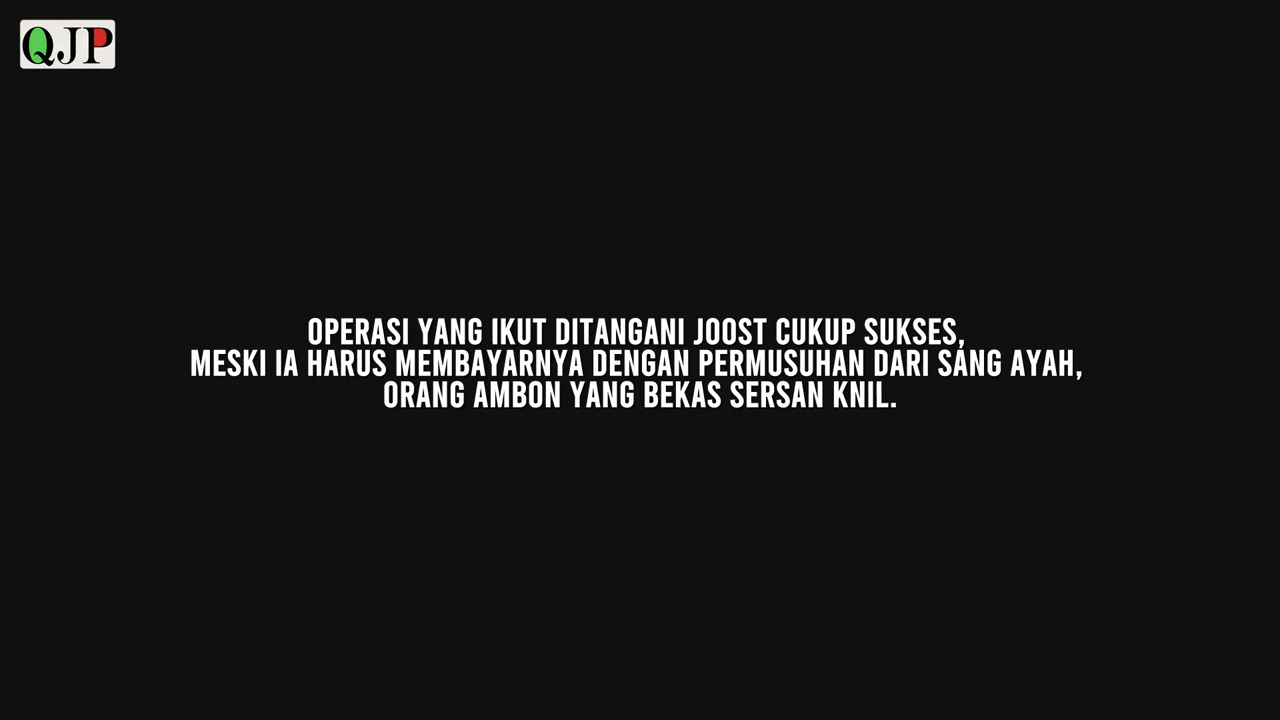 QJP
OPERASI YANG IKUT DITANGANI JOOST CUKUP SUKSES,
MESKI IA HARUS MEMBAYARNYA DENGAN PERMUSUHAN DARI SANG AYAH,
ORANG AMBON YANG BEKAS SERSAN KNIL.